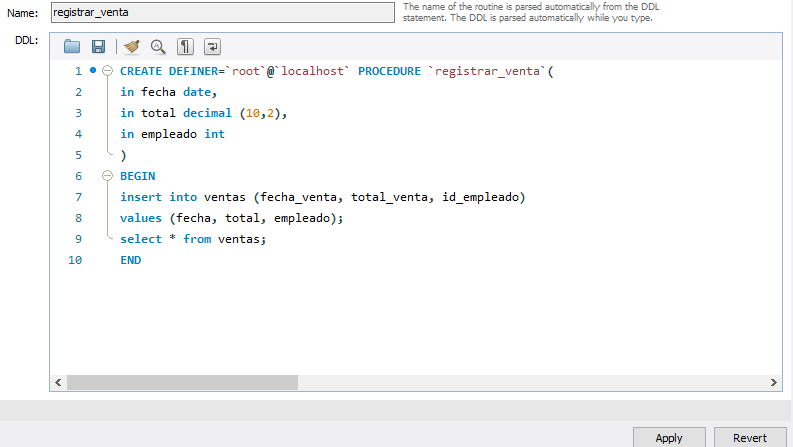 Name: registrar_venta
The name of the routine is parsed automatically from the DDL
statement. The DDL is parsed automatically while you type.
DDL:
1 CREATE DEFINER=`root`@`localhost` PROCEDURE `registrar_venta`(
2 in fecha date,
3 in total decimal (10,2),
4 in empleado int
5 )
6 BEGIN
7 insert into ventas (fecha_venta, total_venta, id_empleado)
8 values (fecha, total, empleado);
9 select * from ventas;
10 END
Apply Revert